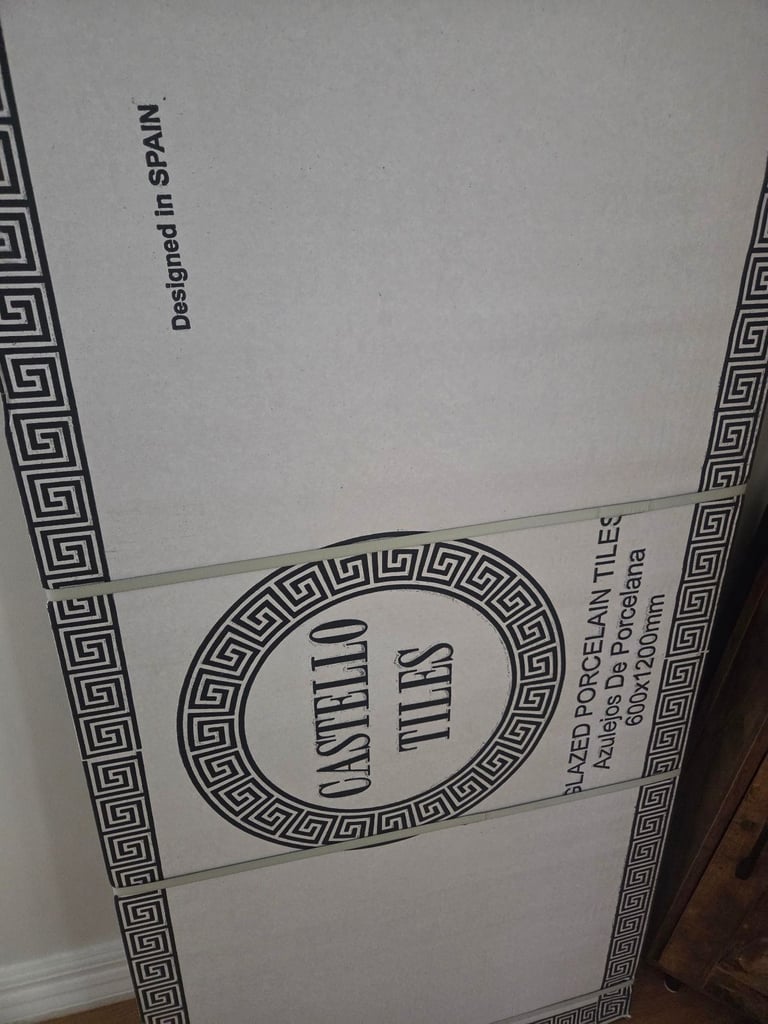 Designed in SPAIN
CASTELLO
TILES
GLAZED PORCELAIN TILES
Azulejos De Porcelana
600x1200mm